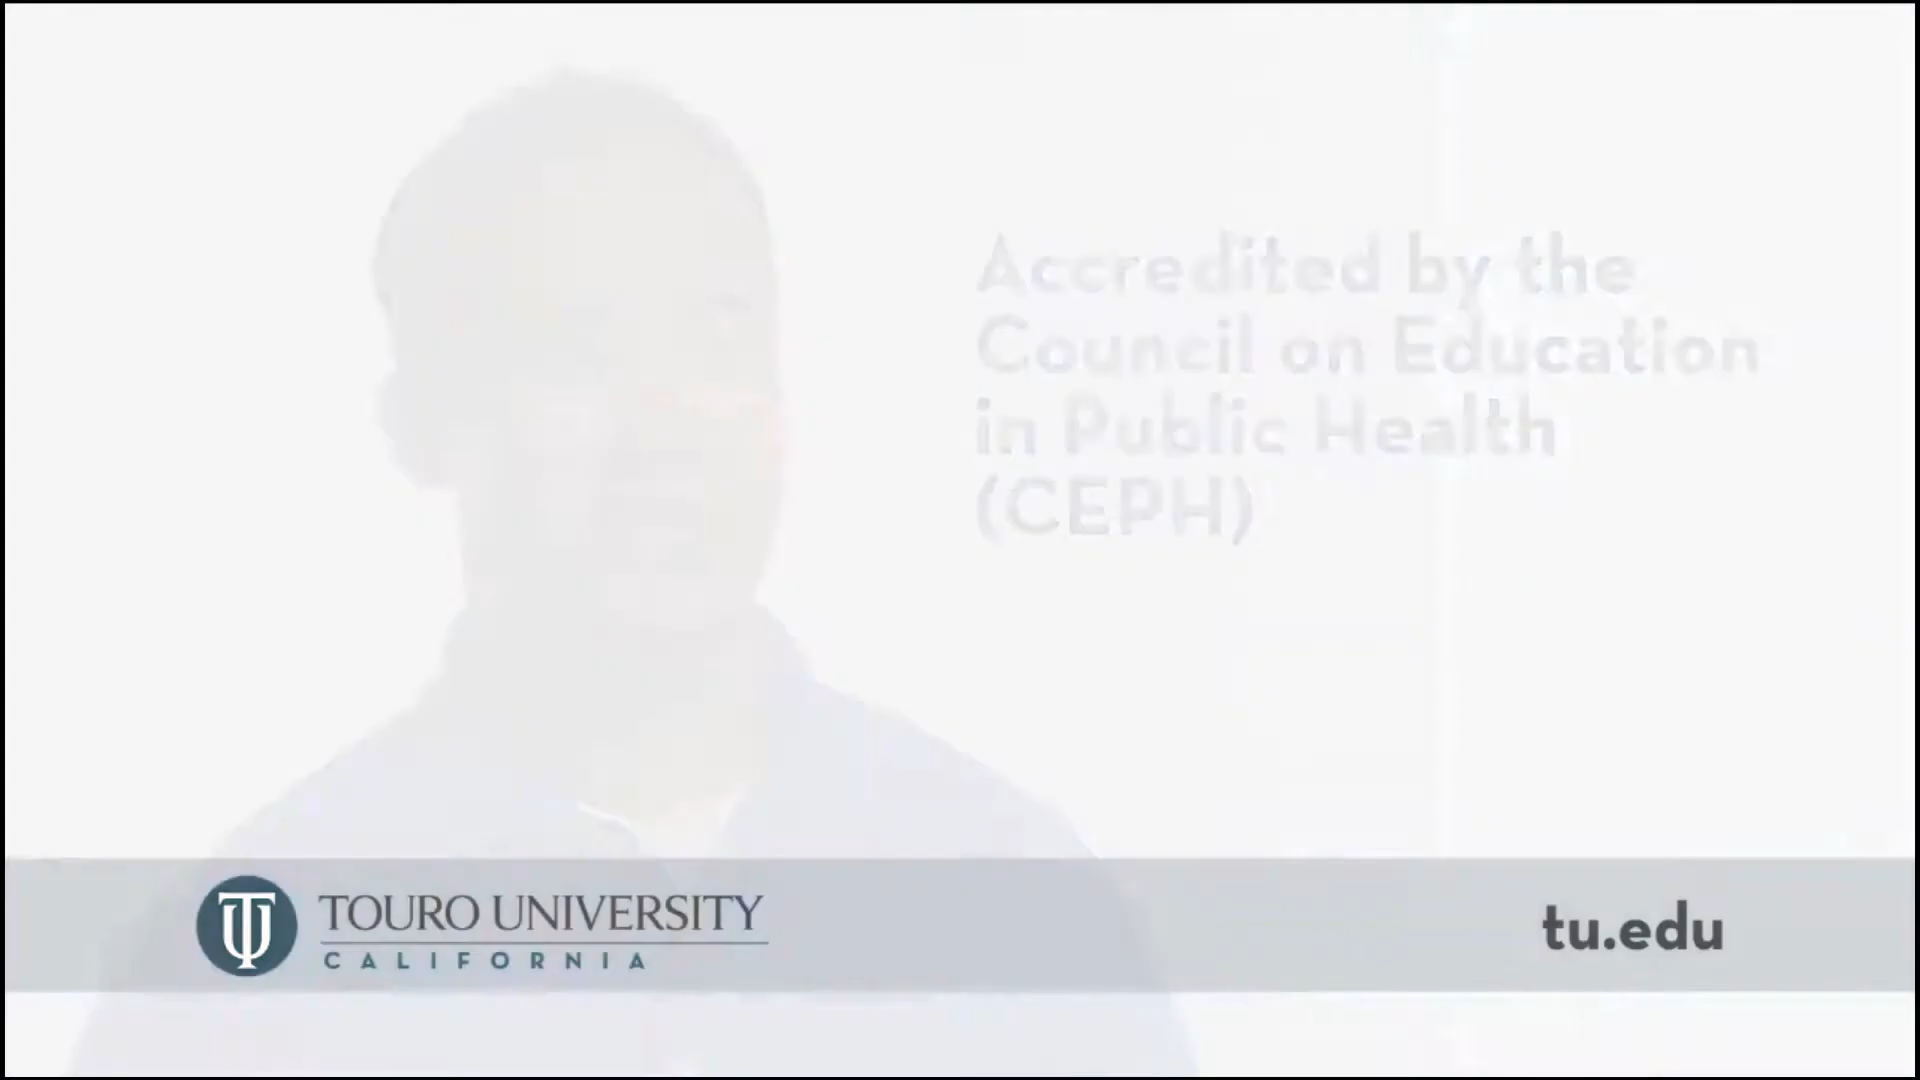 Accredited by the
Council on Education
in Public Health
(CEPH)
TOURO UNIVERSITY
CALIFORNIA
tu.edu